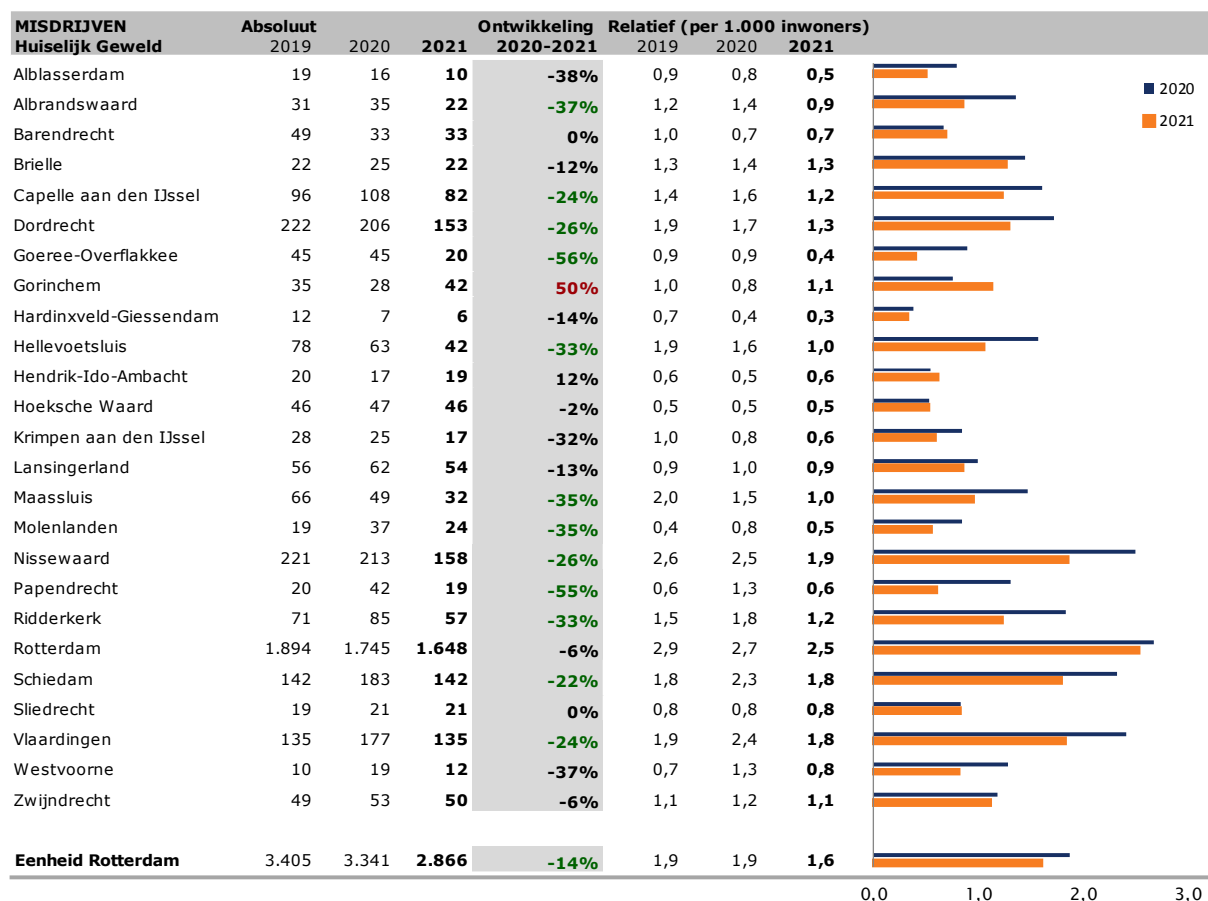 MISDRIJVEN Absoluut Ontwikkeling Relatief (per 1.000 inwoners)
Huiselijk Geweld 2019 2020 2021 2020-2021 2019 2020 2021
Alblasserdam 19 16 10 -38% 0,9 0,8 0,5
2020
Albrandswaard 31 35 22 -37% 1,2 1,4 0,9
2021
Barendrecht 49 33 33 0% 1,0 0,7 0,7
Brielle 22 25 22 -12% 1,3 1,4 1,3
Capelle aan den IJssel 96 108 82 -24% 1,4 1,6 1,2
Dordrecht 222 206 153 -26% 1,9 1,7 1,3
Goeree-Overflakkee 45 45 20 -56% 0,9 0,9 0,4
Gorinchem 35 28 42 50% 1,0 0,8 1,1
Hardinxveld-Giessendam 12 7 6 -14% 0,7 0,4 0,3
Hellevoetsluis 78 63 42 -33% 1,9 1,6 1,0
Hendrik-Ido-Ambacht 20 17 19 12% 0,6 0,5 0,6
Hoeksche Waard 46 47 46 -2% 0,5 0,5 0,5
Krimpen aan den IJssel 28 25 17 -32% 1,0 0,8 0,6
Lansingerland 56 62 54 -13% 0,9 1,0 0,9
Maassluis 66 49 32 -35% 2,0 1,5 1,0
Molenlanden 19 37 24 -35% 0,4 0,8 0,5
Nissewaard 221 213 158 -26% 2,6 2,5 1,9
Papendrecht 20 42 19 -55% 0,6 1,3 0,6
Ridderkerk 71 85 57 -33% 1,5 1,8 1,2
Rotterdam 1.894 1.745 1.648 -6% 2,9 2,7 2,5
Schiedam 142 183 142 -22% 1,8 2,3 1,8
Sliedrecht 19 21 21 0% 0,8 0,8 0,8
Vlaardingen 135 177 135 -24% 1,9 2,4 1,8
Westvoorne 10 19 12 -37% 0,7 1,3 0,8
Zwijndrecht 49 53 50 -6% 1,1 1,2 1,1
Eenheid Rotterdam 3.405 3.341 2.866 -14% 1,9 1,9 1,6
0,0 1,0 2,0 3,0